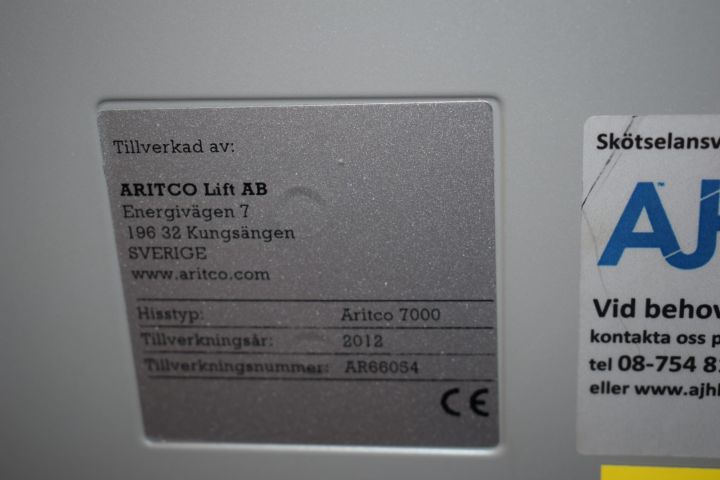 Tillverkad av:
ARITCO Lift AB
Energivägen 7
196 32 Kungsängen
SVERIGE
www.aritco.com
Hisstyp: Aritco 7000
Tillverkningsår: 2012
Tillverkningsnummer: AR66054
CE
Skötselansv
AJ
Vid behov
kontakta oss p
tel 08-754 8
eller www.ajh